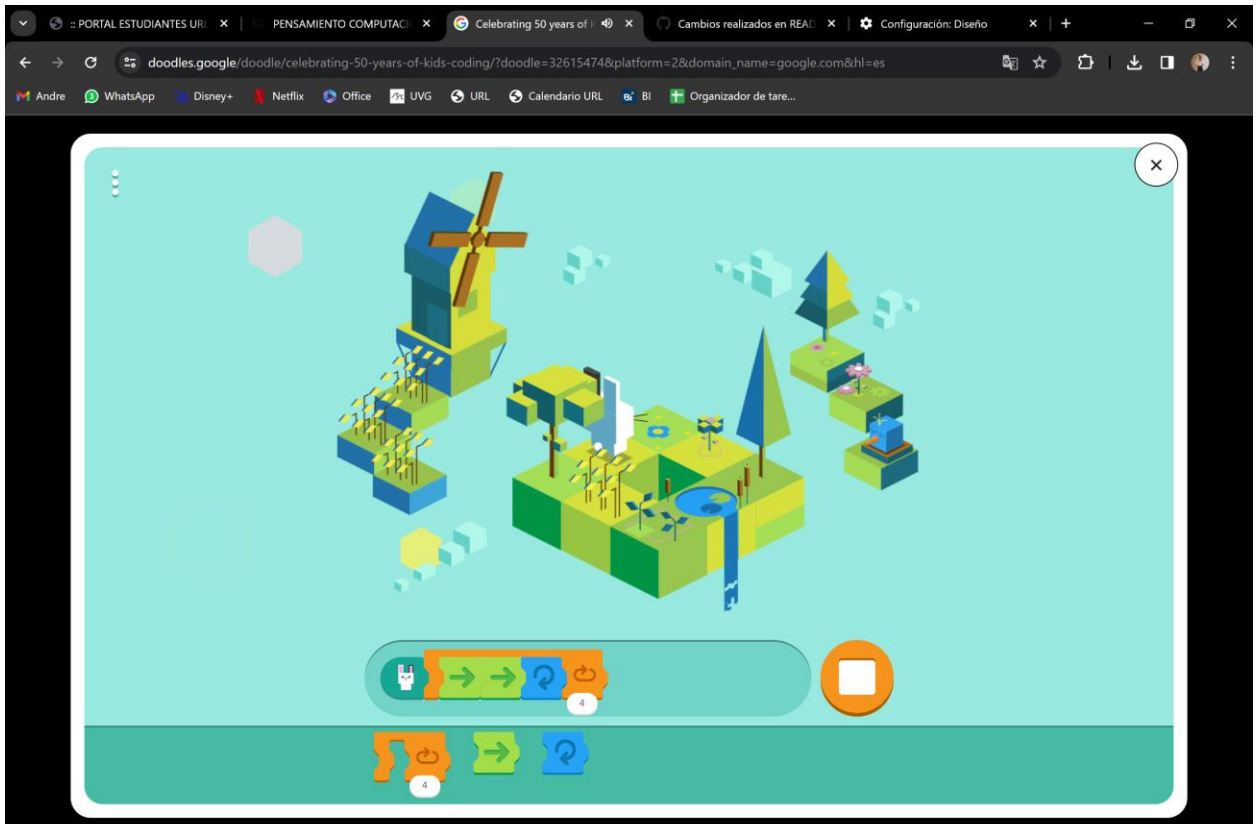 :: PORTAL ESTUDIANTES URL
PENSAMIENTO COMPUTACI
Celebrating 50 years of K
Cambios realizados en READ
Configuración: Diseño
doodles.google/doodle/celebrating-50-years-of-kids-coding/?doodle=32615474&platform=2&domain_name=google.com&hl=es
Andre
WhatsApp
Disney+
Netflix
Office
UVG
URL
Calendario URL
BI
Organizador de tare...
4
4